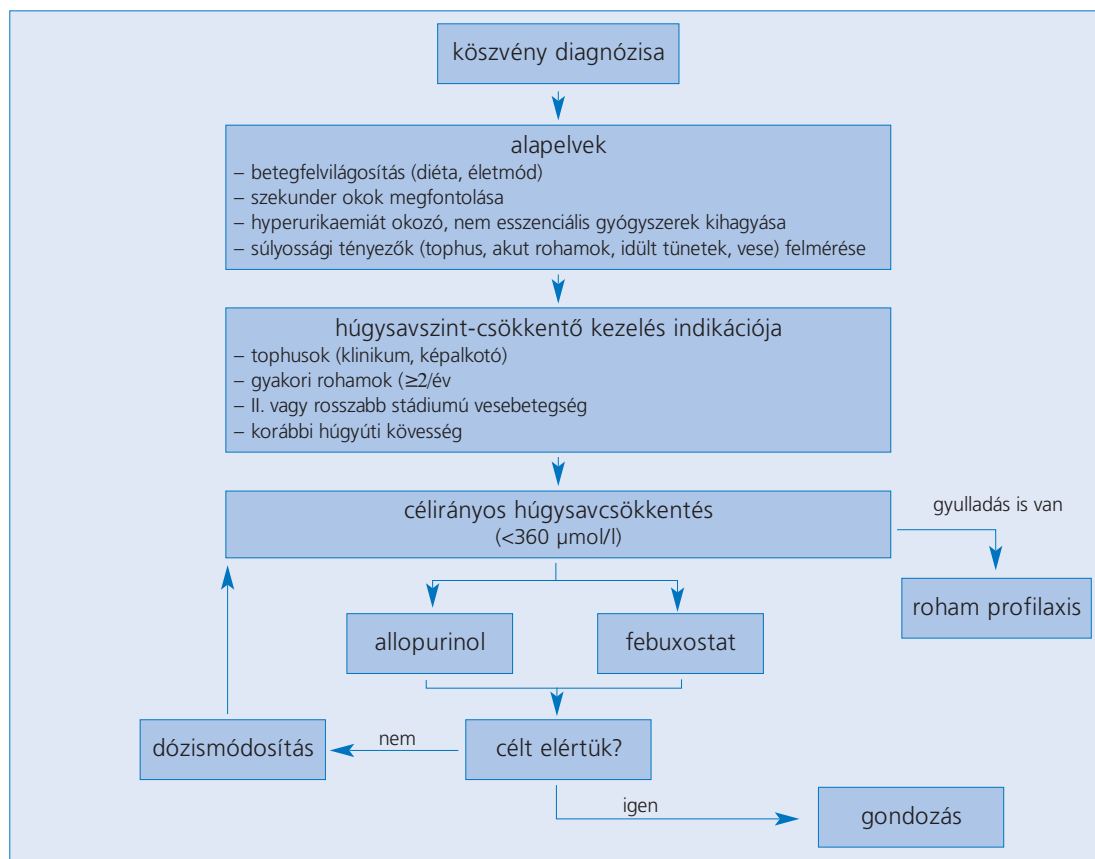 köszvény diagnózisa
alapelvek
– betegfelvilágosítás (diéta, életmód)
– szekunder okok megfontolása
– hyperurikaemiát okozó, nem esszenciális gyógyszerek kihagyása
– súlyossági tényezők (tophus, akut rohamok, idült tünetek, vese) felmérése
húgysavszint-csökkentő kezelés indikációja
– tophusok (klinikum, képalkotó)
– gyakori rohamok (≥2/év
– II. vagy rosszabb stádiumú vesebetegség
– korábbi húgyúti kövesség
célirányos húgysavcsökkentés
(<360 µmol/l)
gyulladás is van
roham profilaxis
allopurinol
febuxostat
dózismódosítás
nem
célt elértük?
igen
gondozás